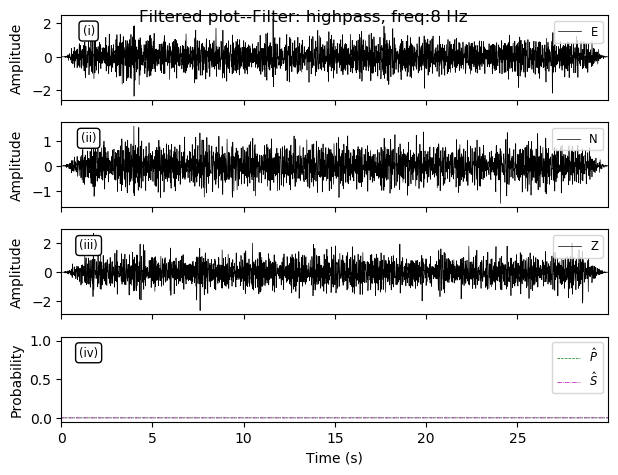 Filtered plot--Filter: highpass, freq:8 Hz
Amplitude
2
0
−2
(i)
E
Amplitude
1
0
−1
(ii)
N
Amplitude
2
0
−2
(iii)
Z
Probability
1.0
0.5
0.0
(iv)
P̂
Ŝ
0 5 10 15 20 25
Time (s)